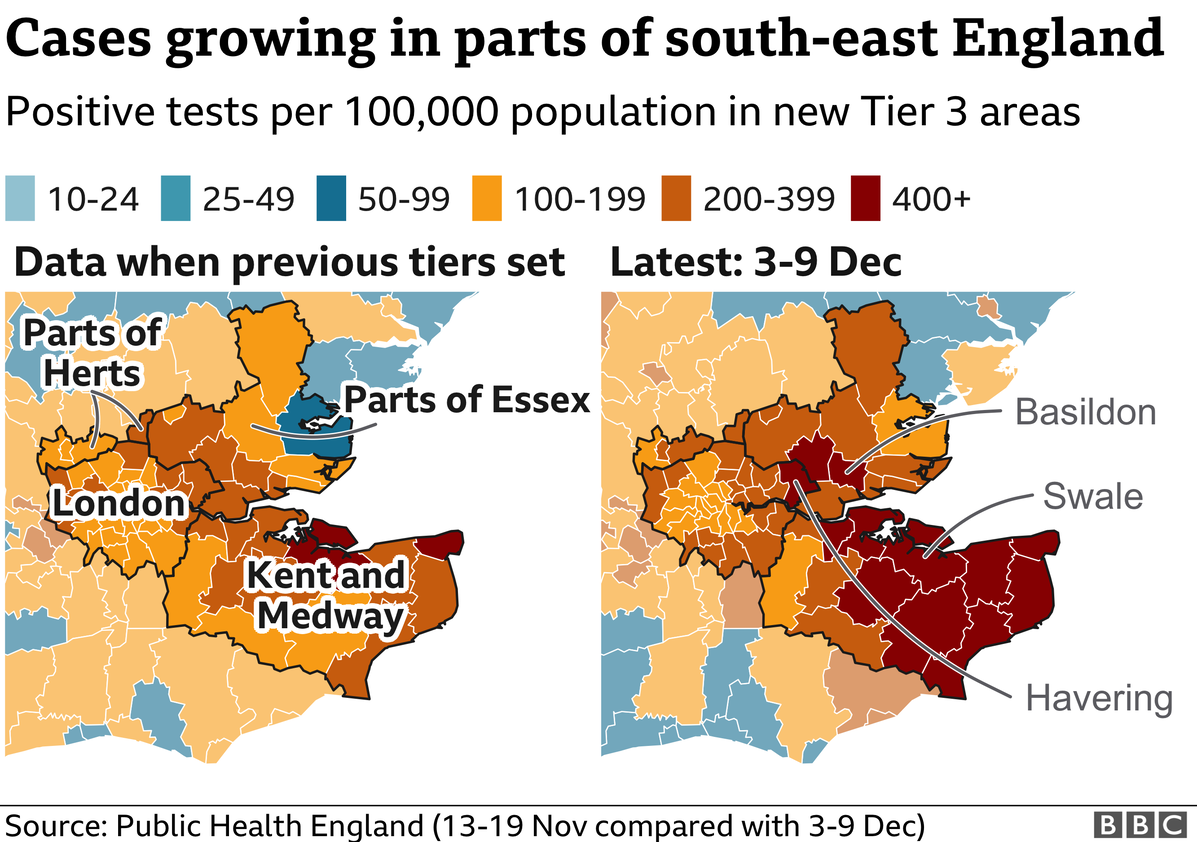 Cases growing in parts of south-east England
Positive tests per 100,000 population in new Tier 3 areas
10-24 25-49 50-99 100-199 200-399 400+
Data when previous tiers set
Parts of
Herts
Parts of Essex
London
Kent and
Medway
Latest: 3-9 Dec
Basildon
Swale
Havering
Source: Public Health England (13-19 Nov compared with 3-9 Dec)
BBC